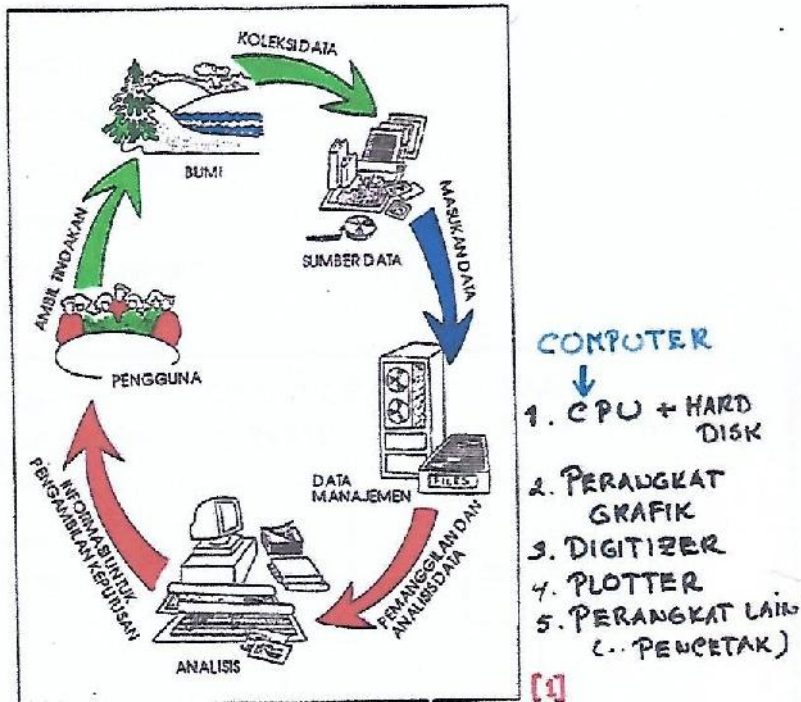 KOLEKSI DATA
BUMI
SUMBER DATA
MASUKAN DATA
DATA
MANAJEMEN
FILES
PEMANGGILAN DAN
ANALISIS DATA
ANALISIS
INFORMASI UNTUK
PENGAMBILAN KEPUTUSAN
PENGGUNA
AMBIL TINDAKAN
COMPUTER
1. CPU + HARD
DISK
2. PERANGKAT
GRAFIK
3. DIGITIZER
4. PLOTTER
5. PERANGKAT LAIN
(.. PENCETAK)
[1]